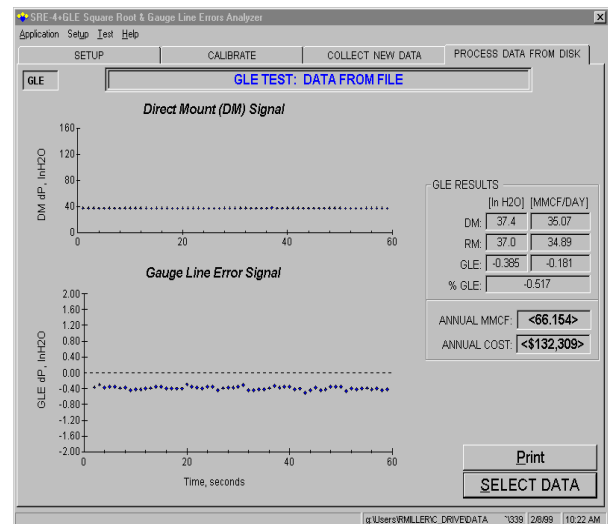 SRE-4+GLE Square Root & Gauge Line Errors Analyzer
Application Setup Test Help
SETUP CALIBRATE COLLECT NEW DATA PROCESS DATA FROM DISK
GLE GLE TEST: DATA FROM FILE
Direct Mount (DM) Signal
160
120
80
40
0
DM dP, InH2O
0 20 40 60
Gauge Line Error Signal
2.00
1.60
1.20
0.80
0.40
0.00
-0.40
-0.80
-1.20
-1.60
-2.00
GLE dP, InH2O
0 20 40 60
Time, seconds
GLE RESULTS
[In H2O] [MMCF/DAY]
DM: 37.4 35.07
RM: 37.0 34.89
GLE: -0.385 -0.181
% GLE: -0.517
ANNUAL MMCF: <66.154>
ANNUAL COST: <$132,309>
Print
SELECT DATA
2/8/99 10:22 AM